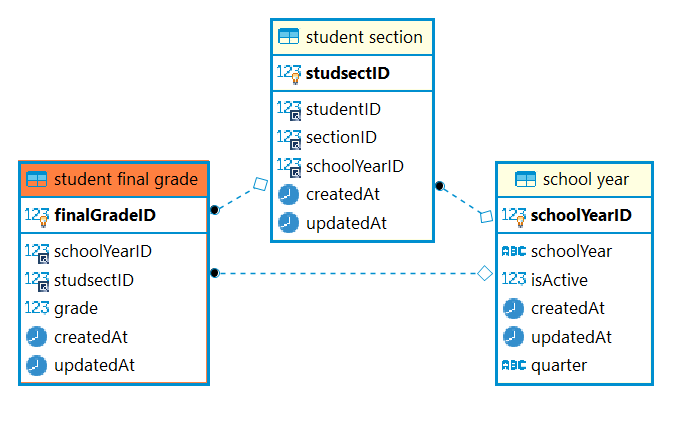 student section
123 studsectID
123 studentID
123 sectionID
123 schoolYearID
createdAt
updatedAt
student final grade
123 finalGradeID
123 schoolYearID
123 studsectID
123 grade
createdAt
updatedAt
school year
123 schoolYearID
ABC schoolYear
123 isActive
createdAt
updatedAt
ABC quarter